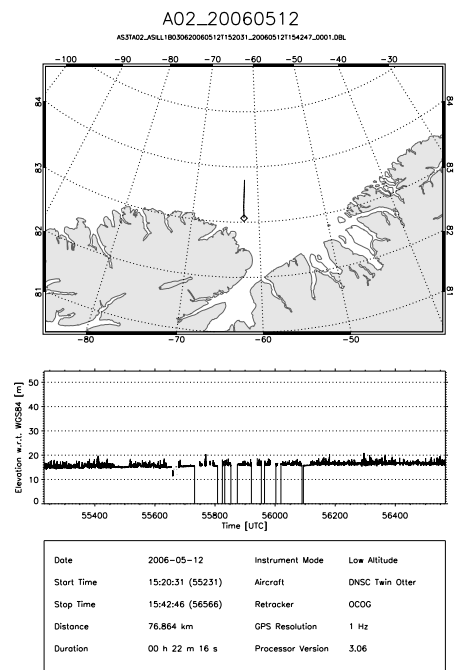 A02_20060512
AS3TA02_ASILL1B030620060512T152031_20060512T154247_0001.DBL
-100 -90 -80 -70 -60 -50 -40 -30
84 83 82 81
84 83 82 81
-80 -70 -60 -50
Elevation w.r.t. WGS84 [m]
50
40
30
20
10
0
55400 55600 55800 56000 56200 56400
Time [UTC]
Date 2006-05-12 Instrument Mode Low Altitude
Start Time 15:20:31 (55231) Aircraft DNSC Twin Otter
Stop Time 15:42:46 (56566) Retracker OCOG
Distance 76.864 km GPS Resolution 1 Hz
Duration 00 h 22 m 16 s Processor Version 3.06